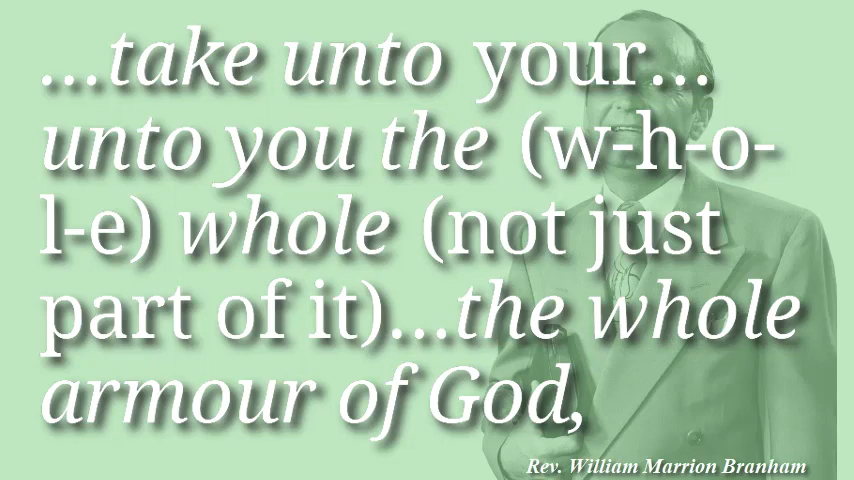 ...take unto your...
unto you the (w-h-o-
l-e) whole (not just
part of it)...the whole
armour of God,
Rev. William Marrion Branham